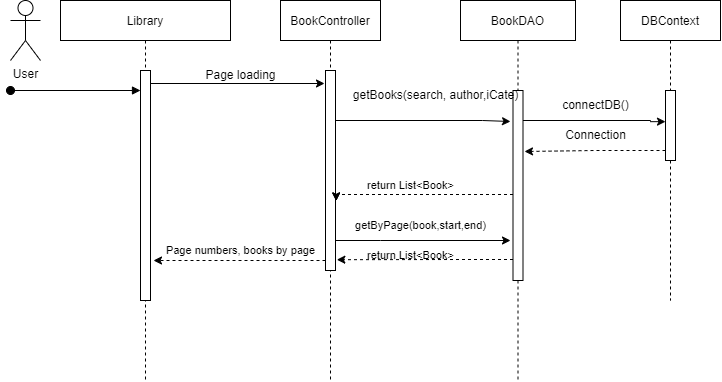 Library
BookController
BookDAO
DBContext
User
Page loading
getBooks(search, author,iCate)
connectDB()
Connection
return List<Book>
getByPage(book,start,end)
Page numbers, books by page
return List<Book>